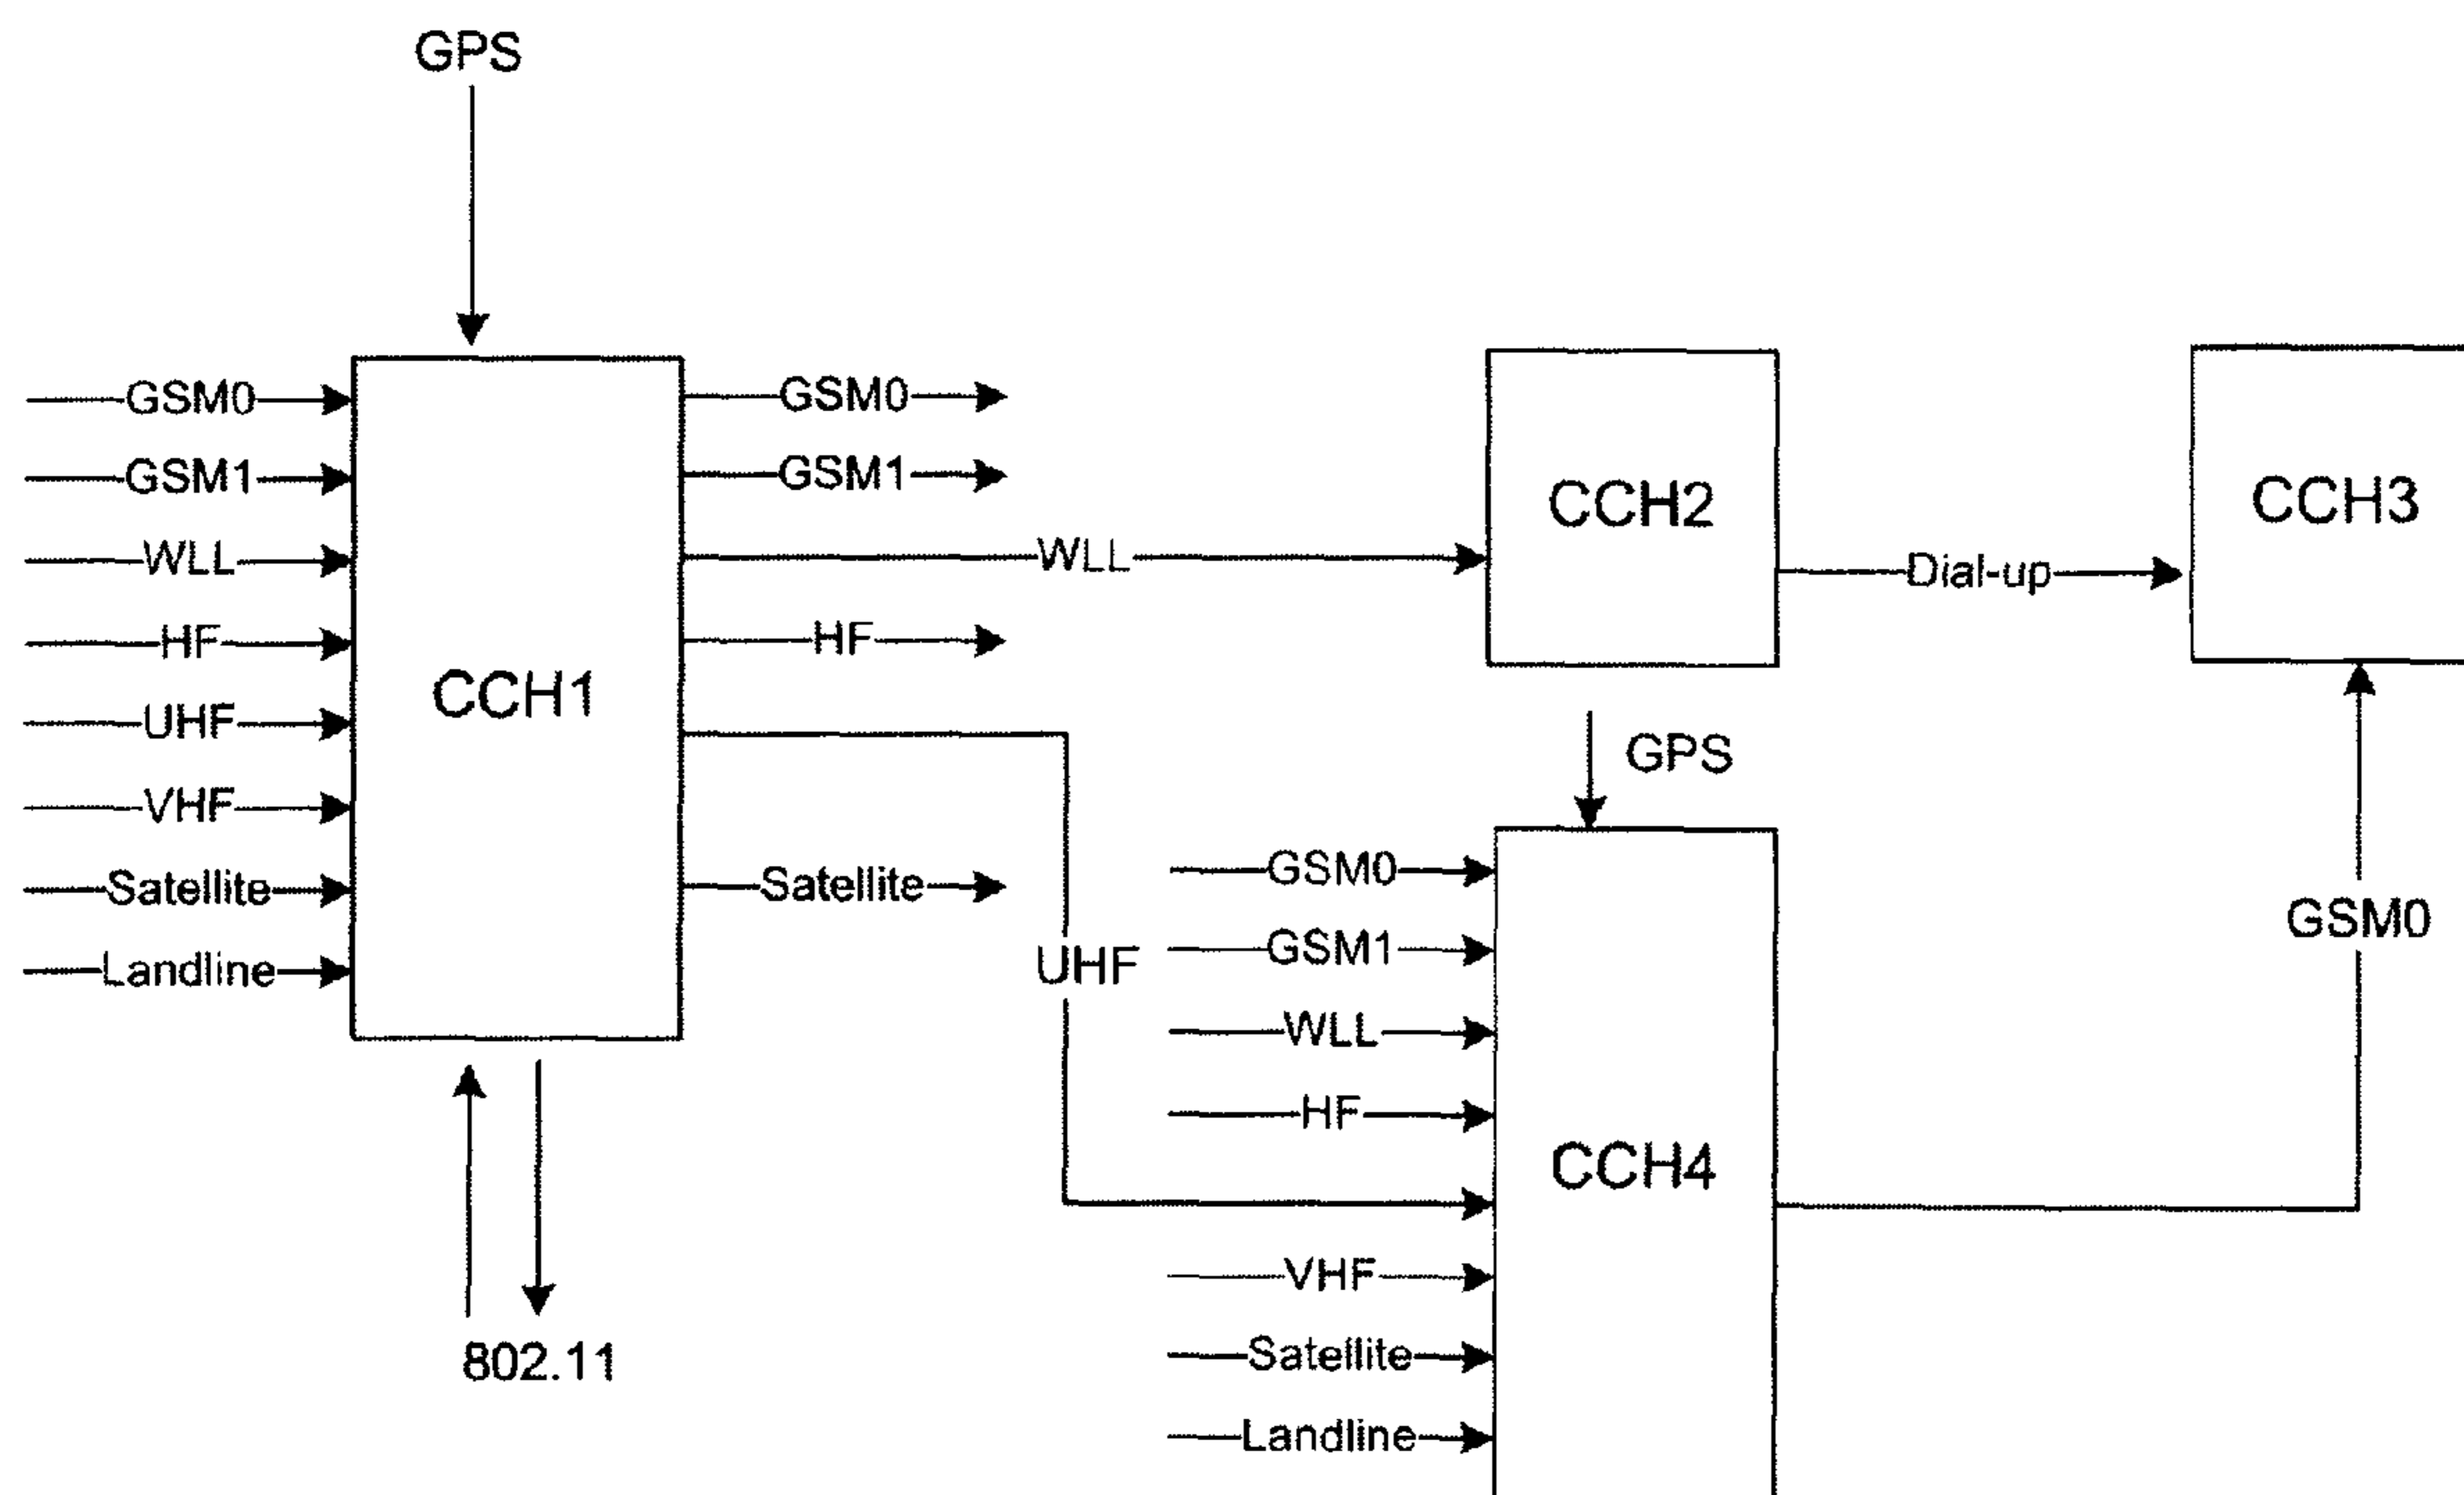 GPS
GSM0
GSM1
WLL
HF
UHF
VHF
Satellite
Landline
CCH1
GSM0
GSM1
WLL
HF
Satellite
UHF
802.11
CCH2
Dial-up
CCH3
GPS
GSM0
GSM1
WLL
HF
VHF
Satellite
Landline
CCH4
GSM0